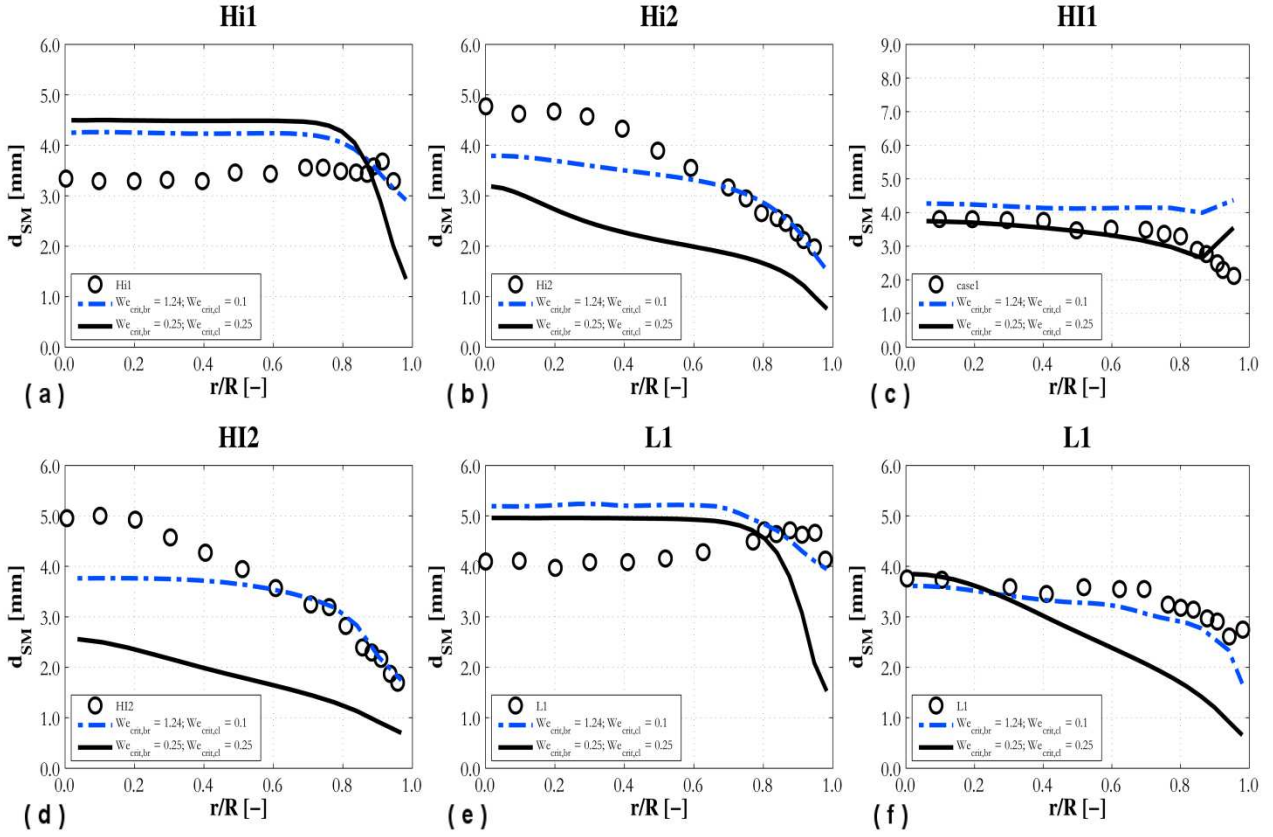 Hi1
6.0
5.0
4.0
3.0
2.0
1.0
0.0
d_SM [mm]
Hi1
We_crit,br = 1.24; We_crit,cl = 0.1
We_crit,br = 0.25; We_crit,cl = 0.25
0.0 0.2 0.4 0.6 0.8 1.0
r/R [–]
( a )
Hi2
6.0
5.0
4.0
3.0
2.0
1.0
0.0
d_SM [mm]
Hi2
We_crit,br = 1.24; We_crit,cl = 0.1
We_crit,br = 0.25; We_crit,cl = 0.25
0.0 0.2 0.4 0.6 0.8 1.0
r/R [–]
( b )
HI1
9.0
8.0
7.0
6.0
5.0
4.0
3.0
2.0
1.0
0.0
d_SM [mm]
case1
We_crit,br = 1.24; We_crit,cl = 0.1
We_crit,br = 0.25; We_crit,cl = 0.25
0.0 0.2 0.4 0.6 0.8 1.0
r/R [–]
( c )
HI2
6.0
5.0
4.0
3.0
2.0
1.0
0.0
d_SM [mm]
HI2
We_crit,br = 1.24; We_crit,cl = 0.1
We_crit,br = 0.25; We_crit,cl = 0.25
0.0 0.2 0.4 0.6 0.8 1.0
r/R [–]
( d )
L1
6.0
5.0
4.0
3.0
2.0
1.0
0.0
d_SM [mm]
L1
We_crit,br = 1.24; We_crit,cl = 0.1
We_crit,br = 0.25; We_crit,cl = 0.25
0.0 0.2 0.4 0.6 0.8 1.0
r/R [–]
( e )
L1
6.0
5.0
4.0
3.0
2.0
1.0
0.0
d_SM [mm]
L1
We_crit,br = 1.24; We_crit,cl = 0.1
We_crit,br = 0.25; We_crit,cl = 0.25
0.0 0.2 0.4 0.6 0.8 1.0
r/R [–]
( f )